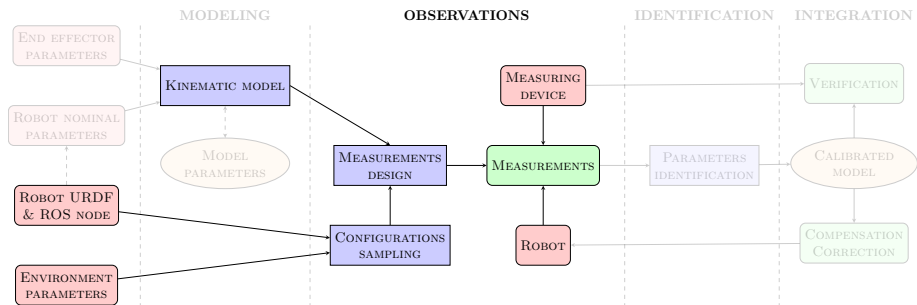 MODELING
OBSERVATIONS
IDENTIFICATION
INTEGRATION
END EFFECTOR
PARAMETERS
KINEMATIC MODEL
MEASURING
DEVICE
VERIFICATION
ROBOT NOMINAL
PARAMETERS
MODEL
PARAMETERS
MEASUREMENTS
DESIGN
MEASUREMENTS
PARAMETERS
IDENTIFICATION
CALIBRATED
MODEL
ROBOT URDF
& ROS NODE
CONFIGURATIONS
SAMPLING
ROBOT
COMPENSATION
CORRECTION
ENVIRONMENT
PARAMETERS